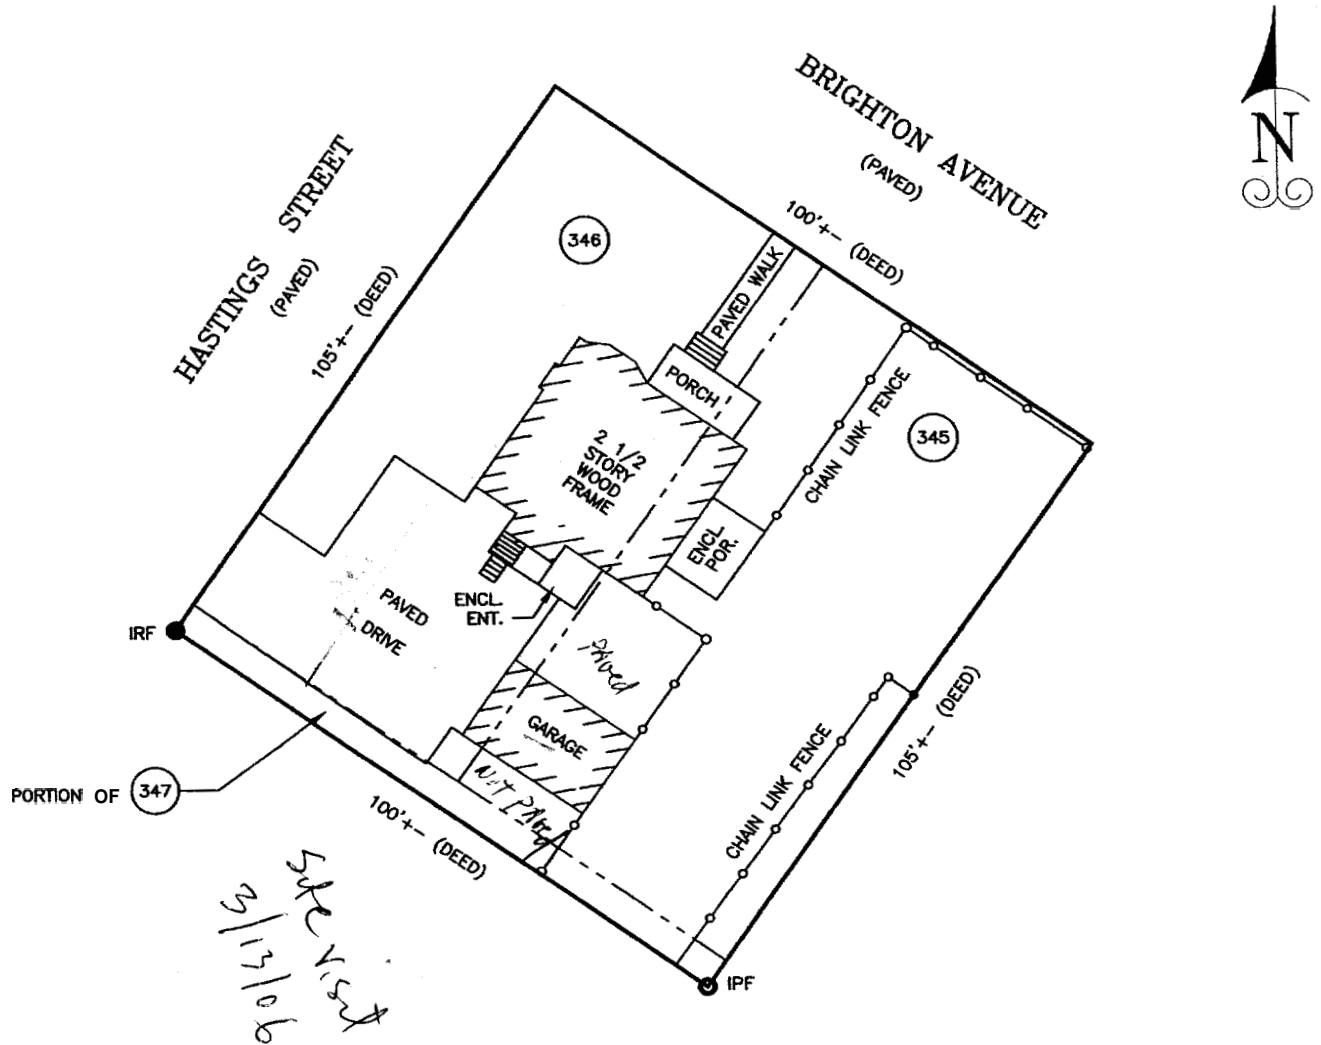 BRIGHTON AVENUE
(PAVED)
N
HASTINGS STREET
(PAVED)
100'+- (DEED)
346
PAVED WALK
105'+- (DEED)
PORCH
CHAIN LINK FENCE
345
2 1/2
STORY
WOOD
FRAME
ENCL.
POR.
PAVED
DRIVE
ENCL.
ENT.
IRF
PAVED
GARAGE
NOT PAVED
CHAIN LINK FENCE
105'+- (DEED)
PORTION OF 347
100'+- (DEED)
IPF
Site visit
3/13/06